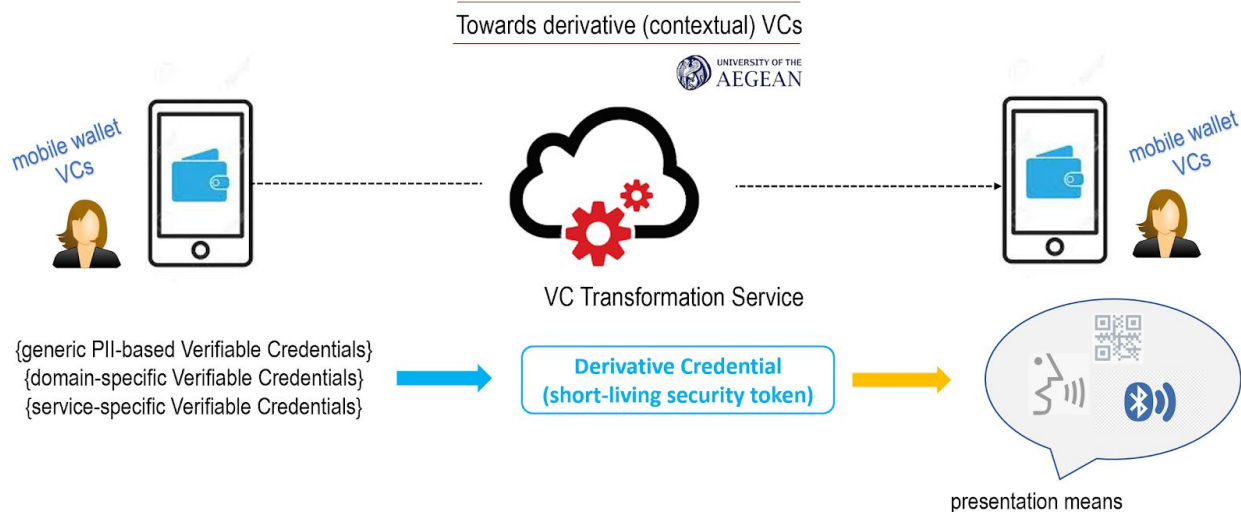 Towards derivative (contextual) VCs
UNIVERSITY OF THE
AEGEAN
mobile wallet
VCs
mobile wallet
VCs
VC Transformation Service
{generic PII-based Verifiable Credentials}
{domain-specific Verifiable Credentials}
{service-specific Verifiable Credentials}
Derivative Credential
(short-living security token)
presentation means